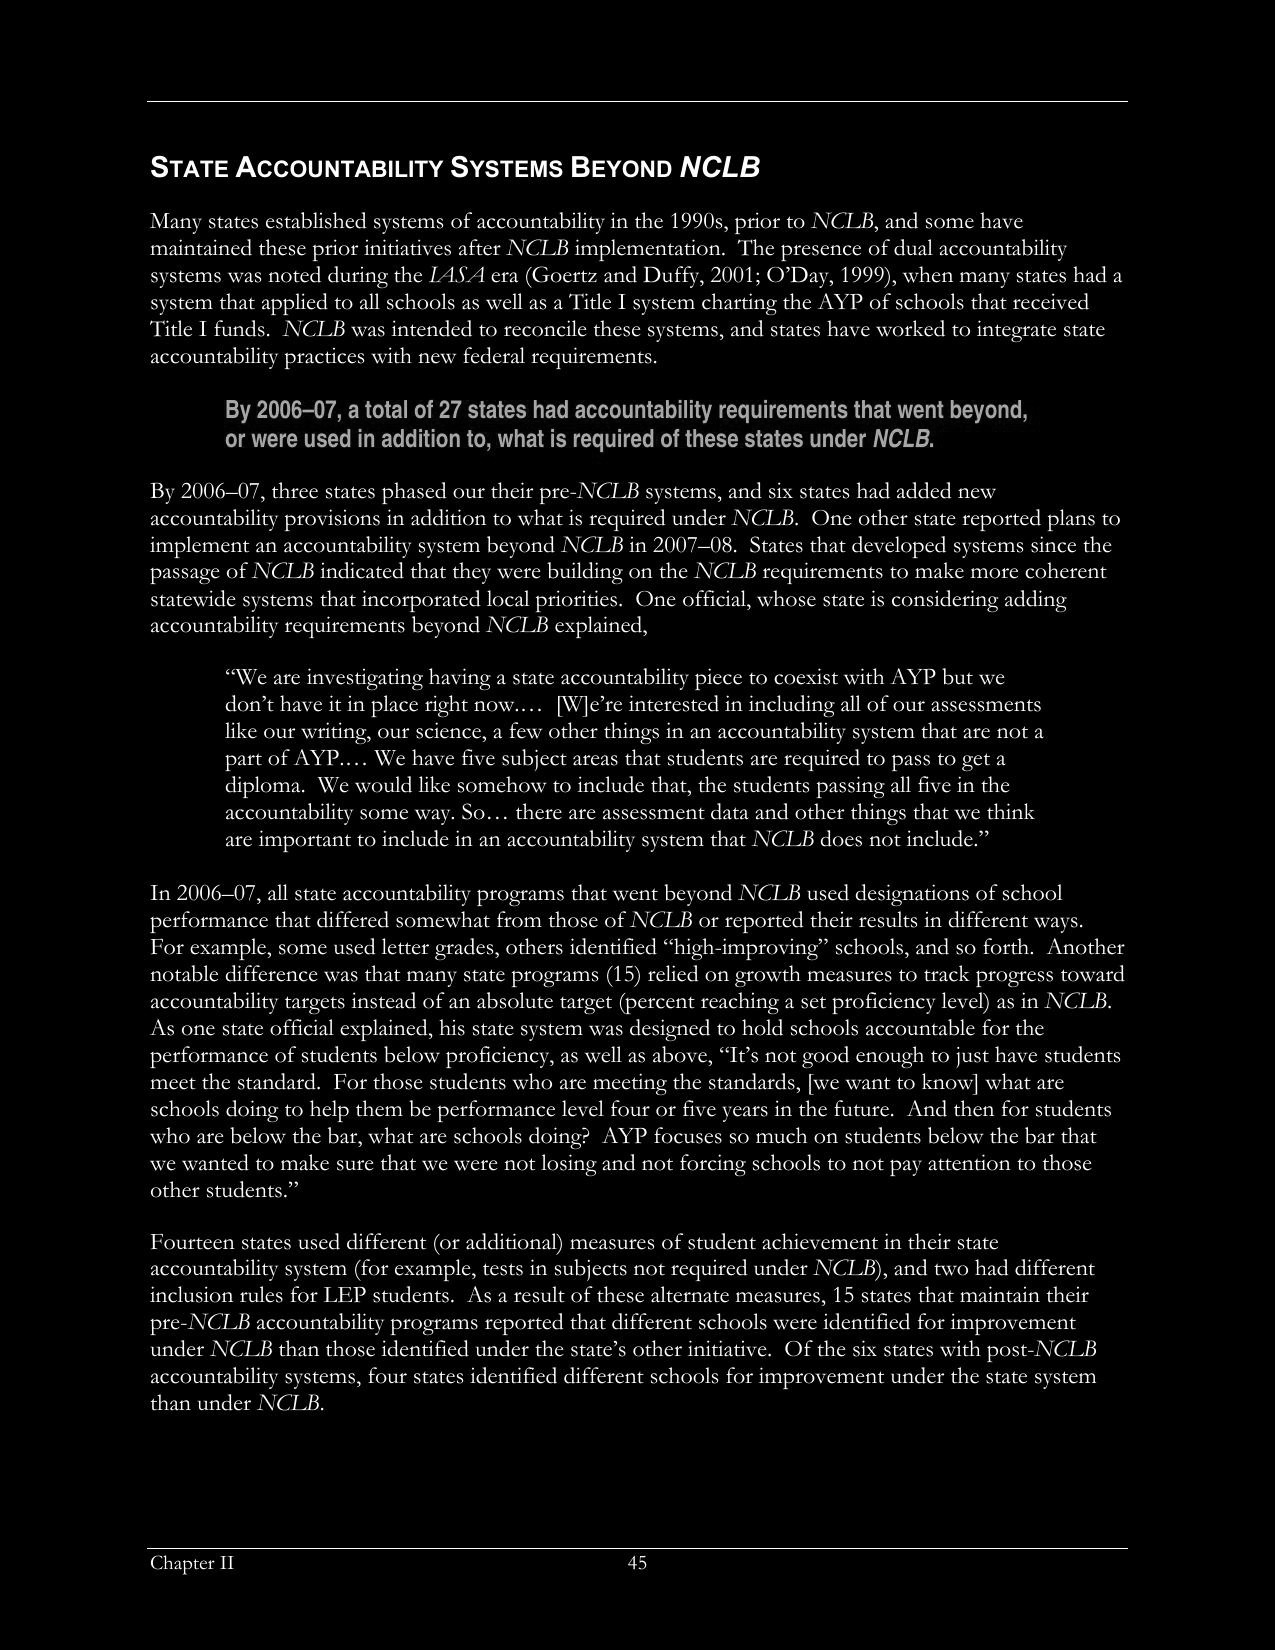 STATE ACCOUNTABILITY SYSTEMS BEYOND NCLB
Many states established systems of accountability in the 1990s, prior to NCLB, and some have
maintained these prior initiatives after NCLB implementation. The presence of dual accountability
systems was noted during the IASA era (Goertz and Duffy, 2001; O’Day, 1999), when many states had a
system that applied to all schools as well as a Title I system charting the AYP of schools that received
Title I funds. NCLB was intended to reconcile these systems, and states have worked to integrate state
accountability practices with new federal requirements.
By 2006–07, a total of 27 states had accountability requirements that went beyond,
or were used in addition to, what is required of these states under NCLB.
By 2006–07, three states phased our their pre-NCLB systems, and six states had added new
accountability provisions in addition to what is required under NCLB. One other state reported plans to
implement an accountability system beyond NCLB in 2007–08. States that developed systems since the
passage of NCLB indicated that they were building on the NCLB requirements to make more coherent
statewide systems that incorporated local priorities. One official, whose state is considering adding
accountability requirements beyond NCLB explained,
“We are investigating having a state accountability piece to coexist with AYP but we
don’t have it in place right now.… [W]e’re interested in including all of our assessments
like our writing, our science, a few other things in an accountability system that are not a
part of AYP.… We have five subject areas that students are required to pass to get a
diploma. We would like somehow to include that, the students passing all five in the
accountability some way. So… there are assessment data and other things that we think
are important to include in an accountability system that NCLB does not include.”
In 2006–07, all state accountability programs that went beyond NCLB used designations of school
performance that differed somewhat from those of NCLB or reported their results in different ways.
For example, some used letter grades, others identified “high-improving” schools, and so forth. Another
notable difference was that many state programs (15) relied on growth measures to track progress toward
accountability targets instead of an absolute target (percent reaching a set proficiency level) as in NCLB.
As one state official explained, his state system was designed to hold schools accountable for the
performance of students below proficiency, as well as above, “It’s not good enough to just have students
meet the standard. For those students who are meeting the standards, [we want to know] what are
schools doing to help them be performance level four or five years in the future. And then for students
who are below the bar, what are schools doing? AYP focuses so much on students below the bar that
we wanted to make sure that we were not losing and not forcing schools to not pay attention to those
other students.”
Fourteen states used different (or additional) measures of student achievement in their state
accountability system (for example, tests in subjects not required under NCLB), and two had different
inclusion rules for LEP students. As a result of these alternate measures, 15 states that maintain their
pre-NCLB accountability programs reported that different schools were identified for improvement
under NCLB than those identified under the state’s other initiative. Of the six states with post-NCLB
accountability systems, four states identified different schools for improvement under the state system
than under NCLB.
Chapter II 45